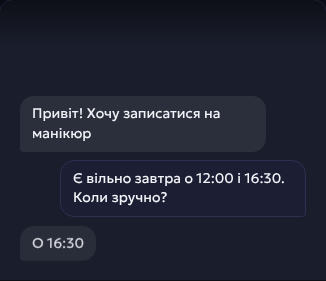 Привіт! Хочу записатися на
манікюр
Є вільно завтра о 12:00 і 16:30.
Коли зручно?
О 16:30